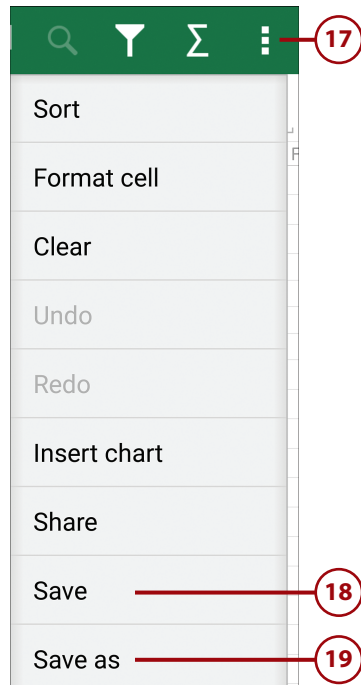 Σ
17
F
Sort
Format cell
Clear
Undo
Redo
Insert chart
Share
Save
18
Save as
19